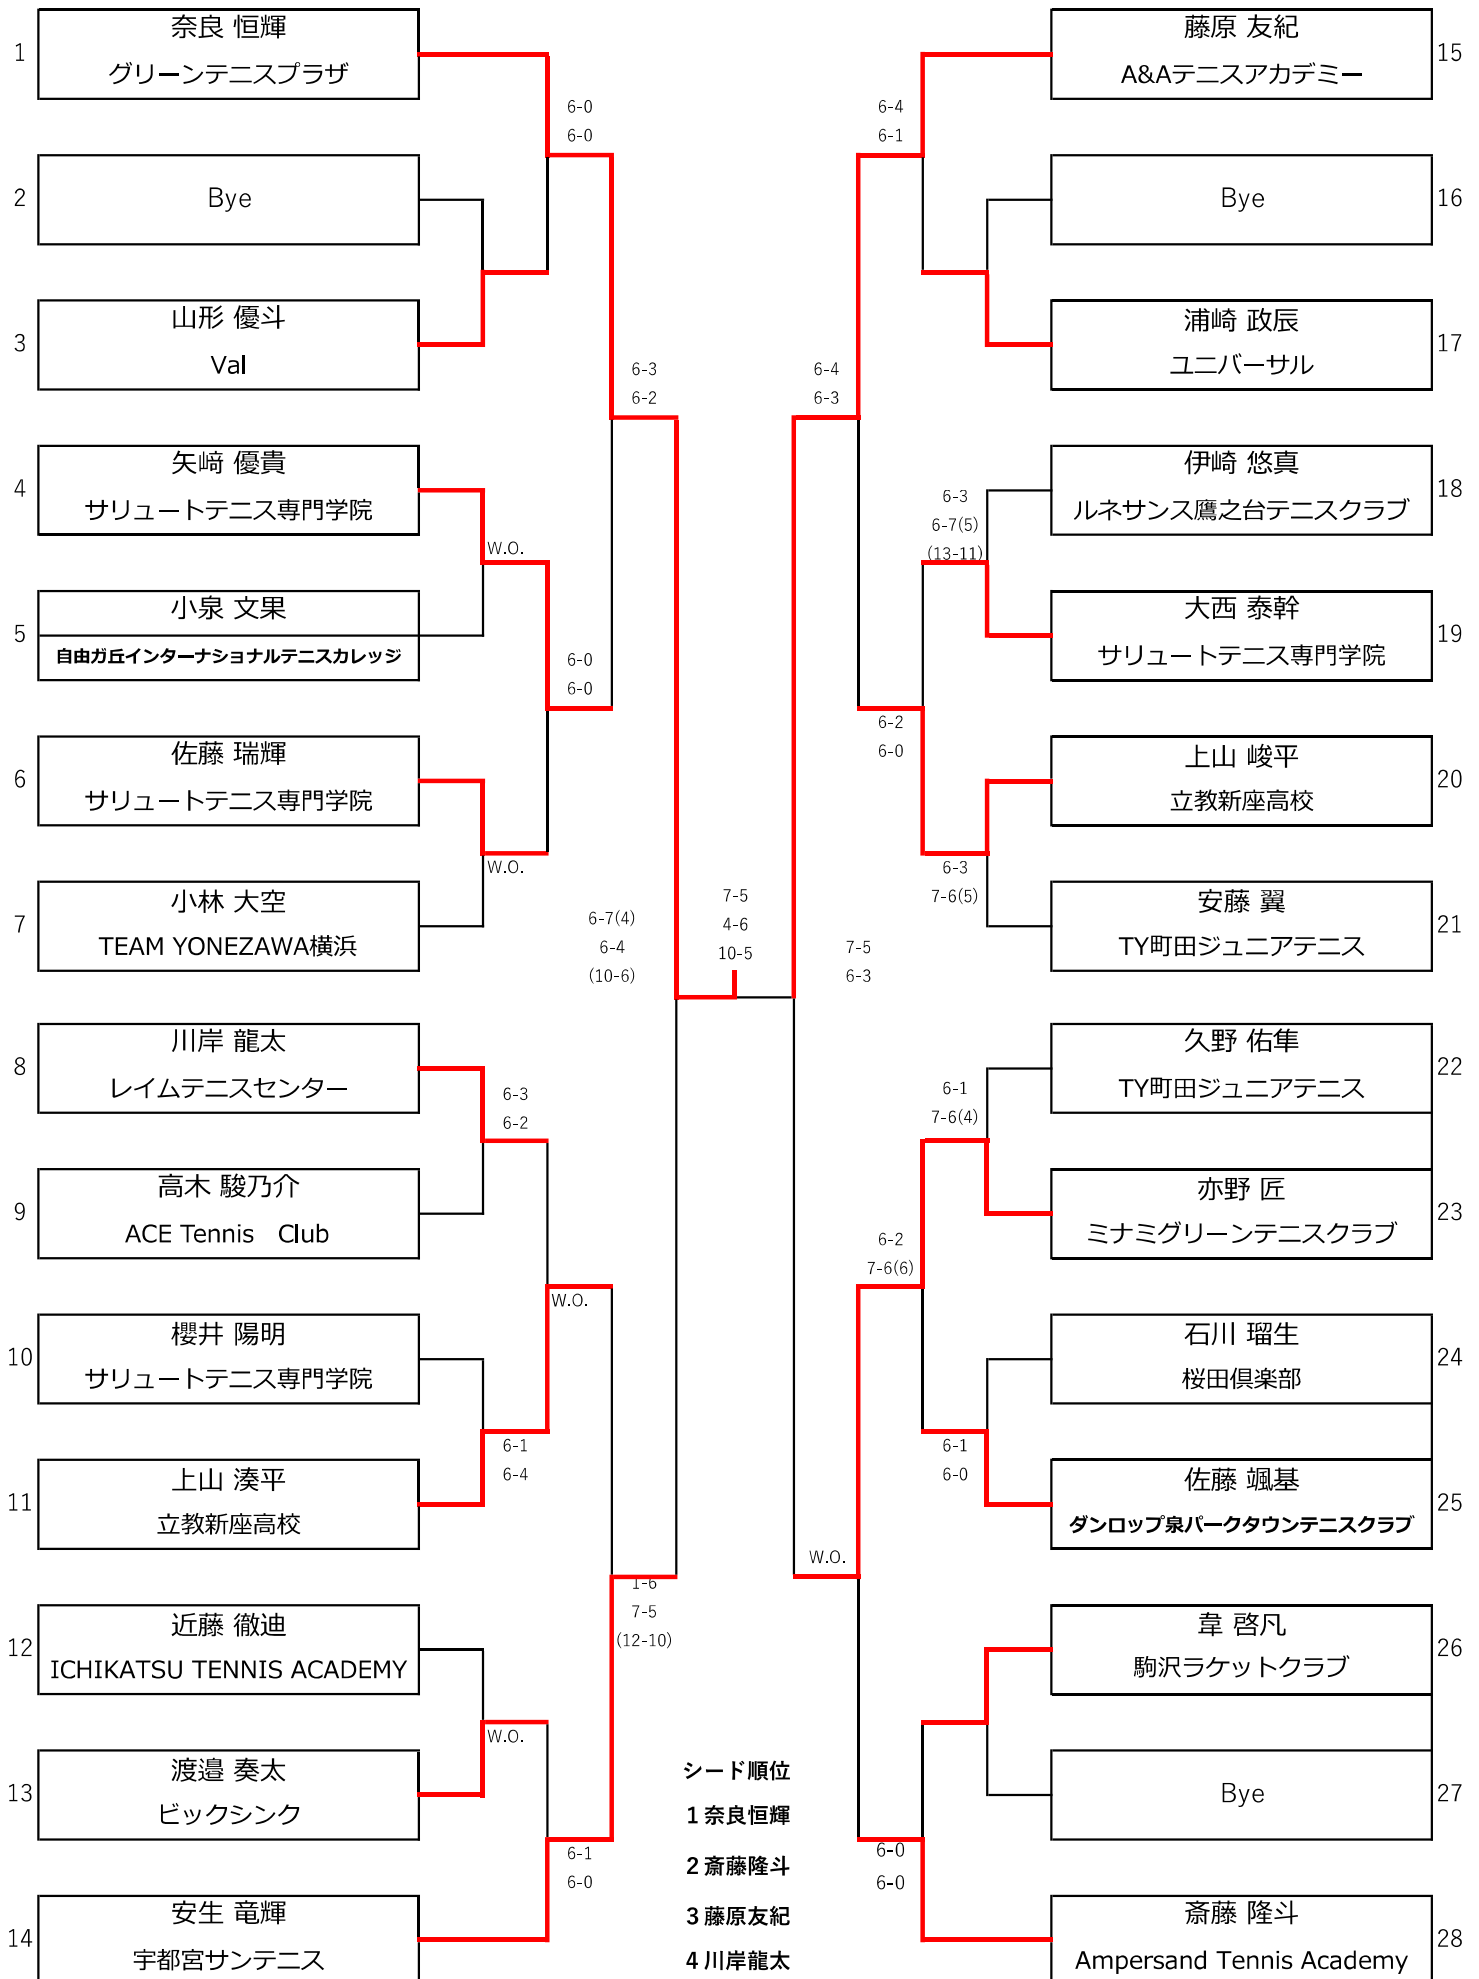 1
奈良 恒輝
グリーンテニスプラザ
2
Bye
3
山形 優斗
Val
4
矢﨑 優貴
サリュートテニス専門学院
5
小泉 文果
自由ガ丘インターナショナルテニスカレッジ
6
佐藤 瑞輝
サリュートテニス専門学院
7
小林 大空
TEAM YONEZAWA横浜
8
川岸 龍太
レイムテニスセンター
9
高木 駿乃介
ACE Tennis　Club
10
櫻井 陽明
サリュートテニス専門学院
11
上山 湊平
立教新座高校
12
近藤 徹迪
ICHIKATSU TENNIS ACADEMY
13
渡邉 奏太
ビックシンク
14
安生 竜輝
宇都宮サンテニス
W.O.
W.O.
6-3
6-2
6-1
6-4
W.O.
6-0
6-0
6-0
6-0
W.O.
6-1
6-0
6-3
6-2
1-6
7-5
(12-10)
6-7(4)
6-4
(10-6)
7-5
4-6
10-5
7-5
6-3
6-4
6-3
W.O.
6-4
6-1
6-2
6-0
6-2
7-6(6)
6-0
6-0
6-3
6-7(5)
(13-11)
6-3
7-6(5)
6-1
7-6(4)
6-1
6-0
藤原 友紀
A&Aテニスアカデミー
15
Bye
16
浦崎 政辰
ユニバーサル
17
伊崎 悠真
ルネサンス鷹之台テニスクラブ
18
大西 泰幹
サリュートテニス専門学院
19
上山 峻平
立教新座高校
20
安藤 翼
TY町田ジュニアテニス
21
久野 佑隼
TY町田ジュニアテニス
22
亦野 匠
ミナミグリーンテニスクラブ
23
石川 瑠生
桜田倶楽部
24
佐藤 颯基
ダンロップ泉パークタウンテニスクラブ
25
韋 啓凡
駒沢ラケットクラブ
26
Bye
27
斎藤 隆斗
Ampersand Tennis Academy
28
シード順位
1 奈良恒輝
2 斎藤隆斗
3 藤原友紀
4 川岸龍太